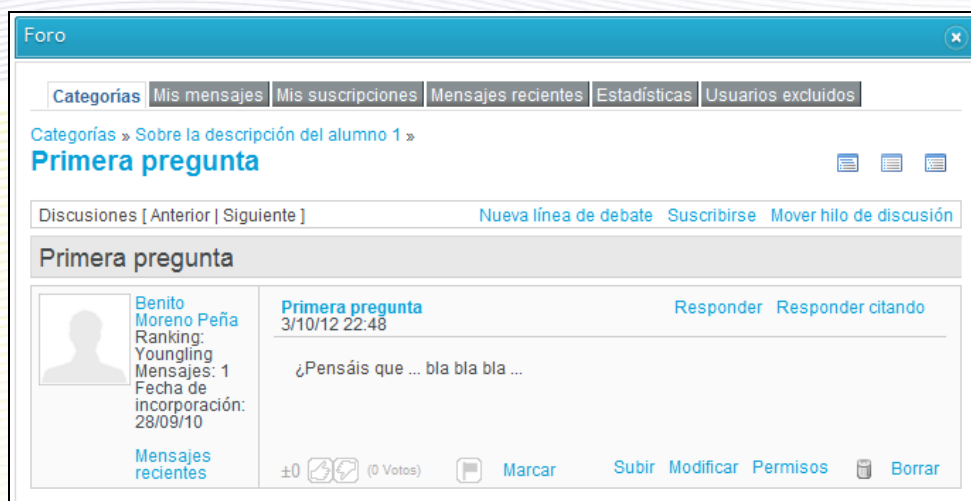 Foro
Categorías Mis mensajes Mis suscripciones Mensajes recientes Estadísticas Usuarios excluidos
Categorías » Sobre la descripción del alumno 1 »
Primera pregunta
Discusiones [ Anterior | Siguiente ] Nueva línea de debate Suscribirse Mover hilo de discusión
Primera pregunta
Benito
Moreno Peña
Ranking:
Youngling
Mensajes: 1
Fecha de
incorporación:
28/09/10
Mensajes
recientes
Primera pregunta Responder Responder citando
3/10/12 22:48
¿Pensáis que ... bla bla bla ...
±0 (0 Votos) Marcar Subir Modificar Permisos Borrar